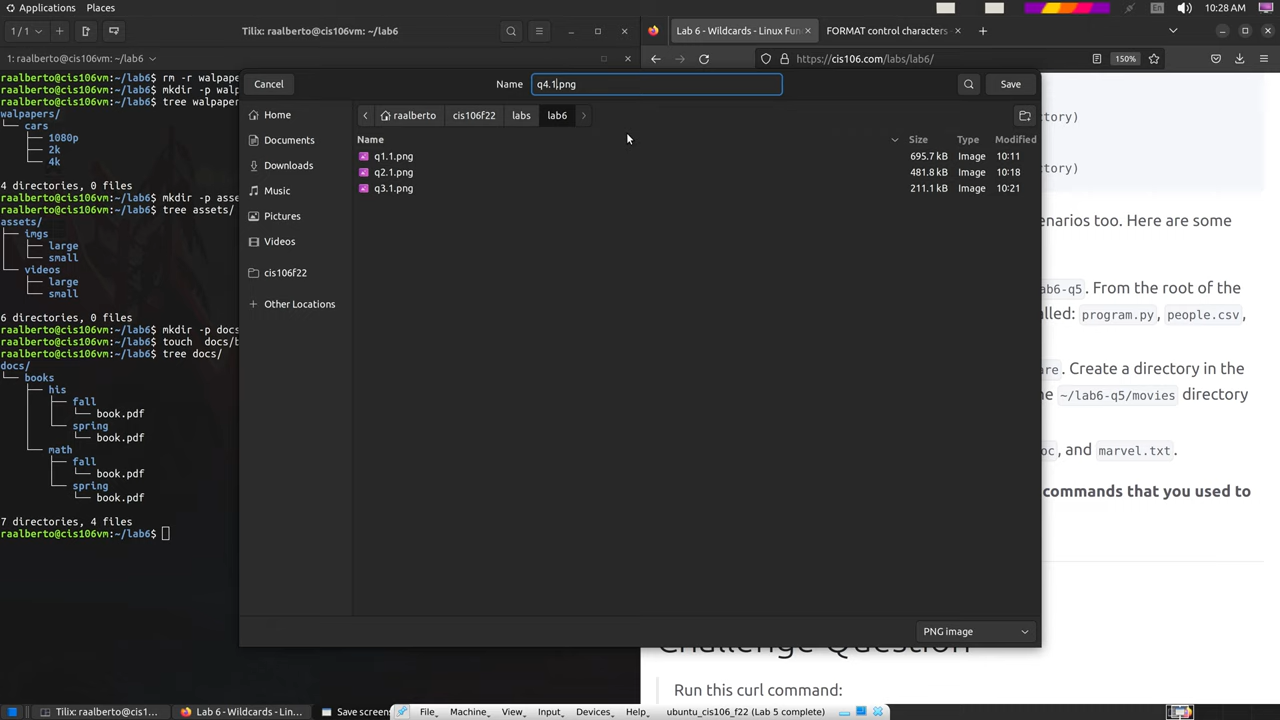 Applications Places
En 10:28 AM
1/1 Tilix: raalberto@cis106vm: ~/lab6
Lab 6 - Wildcards - Linux Fun
FORMAT control characters
1: raalberto@cis106vm: ~/lab6
https://cis106.com/labs/lab6/ 150%
raalberto@cis106vm:~/lab6$ rm -r walpape
raalberto@cis106vm:~/lab6$ mkdir -p walp
raalberto@cis106vm:~/lab6$ tree walpaper
walpapers/
└── cars
├── 1080p
├── 2k
└── 4k
4 directories, 0 files
raalberto@cis106vm:~/lab6$ mkdir -p asse
raalberto@cis106vm:~/lab6$ tree assets/
assets/
├── imgs
├── large
└── small
└── videos
├── large
└── small
6 directories, 0 files
raalberto@cis106vm:~/lab6$ mkdir -p docs
raalberto@cis106vm:~/lab6$ touch docs/b
raalberto@cis106vm:~/lab6$ tree docs/
docs/
└── books
├── his
├── fall
└── book.pdf
└── spring
└── book.pdf
└── math
├── fall
└── book.pdf
└── spring
└── book.pdf
7 directories, 4 files
raalberto@cis106vm:~/lab6$
Cancel Name q4.1.png Save
Home
Documents
Downloads
Music
Pictures
Videos
cis106f22
+ Other Locations
raalberto cis106f22 labs lab6
Name Size Type Modified
q1.1.png 695.7 kB Image 10:11
q2.1.png 481.8 kB Image 10:18
q3.1.png 211.1 kB Image 10:21
PNG image
ctory)
ctory)
enarios too. Here are some
ab6-q5. From the root of the
alled: program.py, people.csv,
are. Create a directory in the
he ~/lab6-q5/movies directory
oc, and marvel.txt.
commands that you used to
Challenge Question
Run this curl command:
Tilix: raalberto@cis1... Lab 6 - Wildcards - Lin... Save screens File Machine View Input Devices Help ubuntu_cis106_f22 (Lab 5 complete)